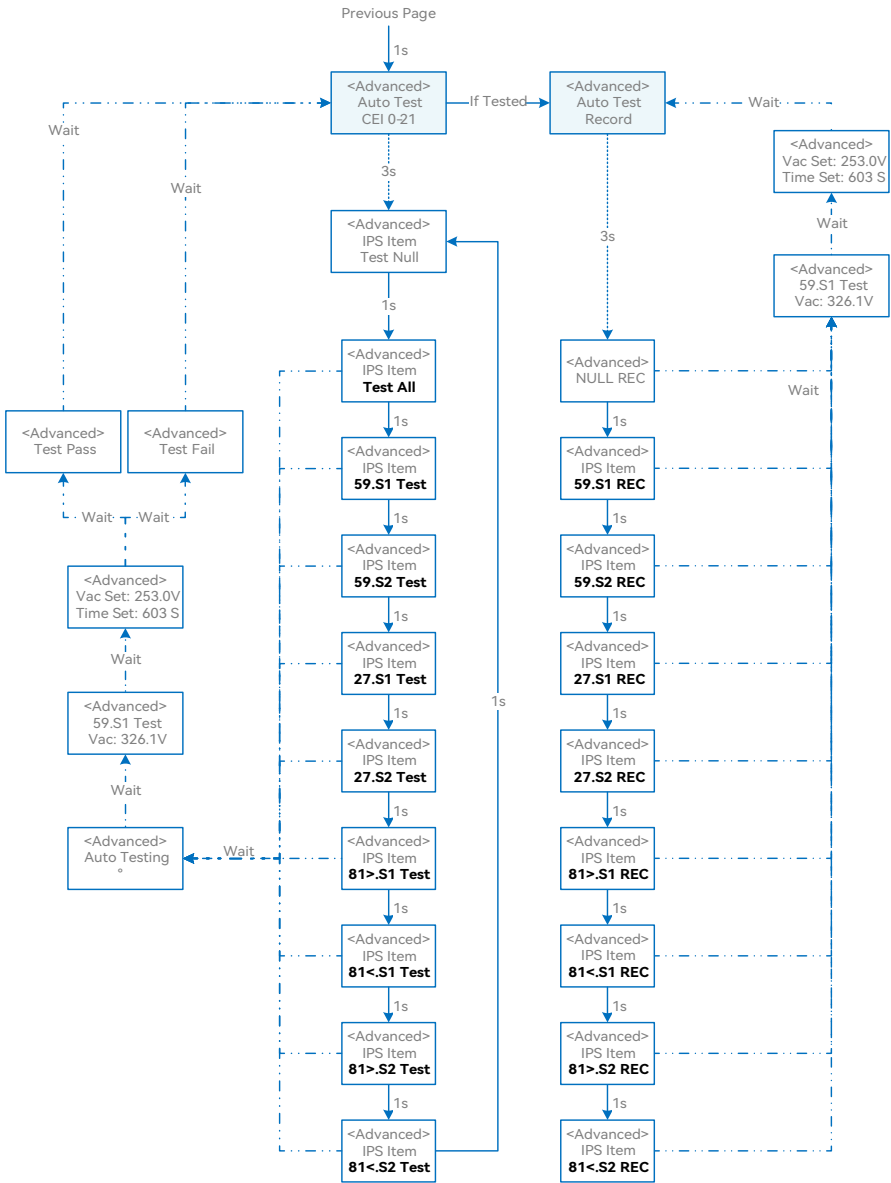 Previous Page
1s
<Advanced>
Auto Test
CEI 0-21
If Tested
<Advanced>
Auto Test
Record
Wait
Wait
Wait
3s
3s
<Advanced>
Vac Set: 253.0V
Time Set: 603 S
Wait
<Advanced>
59.S1 Test
Vac: 326.1V
Wait
<Advanced>
IPS Item
Test Null
1s
<Advanced>
IPS Item
Test All
1s
<Advanced>
IPS Item
59.S1 Test
1s
<Advanced>
IPS Item
59.S2 Test
1s
<Advanced>
IPS Item
27.S1 Test
1s
<Advanced>
IPS Item
27.S2 Test
1s
<Advanced>
IPS Item
81>.S1 Test
1s
<Advanced>
IPS Item
81<.S1 Test
1s
<Advanced>
IPS Item
81>.S2 Test
1s
<Advanced>
IPS Item
81<.S2 Test
1s
<Advanced>
NULL REC
1s
<Advanced>
IPS Item
59.S1 REC
1s
<Advanced>
IPS Item
59.S2 REC
1s
<Advanced>
IPS Item
27.S1 REC
1s
<Advanced>
IPS Item
27.S2 REC
1s
<Advanced>
IPS Item
81>.S1 REC
1s
<Advanced>
IPS Item
81<.S1 REC
1s
<Advanced>
IPS Item
81>.S2 REC
1s
<Advanced>
IPS Item
81<.S2 REC
<Advanced>
Test Pass
<Advanced>
Test Fail
Wait
Wait
<Advanced>
Vac Set: 253.0V
Time Set: 603 S
Wait
<Advanced>
59.S1 Test
Vac: 326.1V
Wait
<Advanced>
Auto Testing
°
Wait